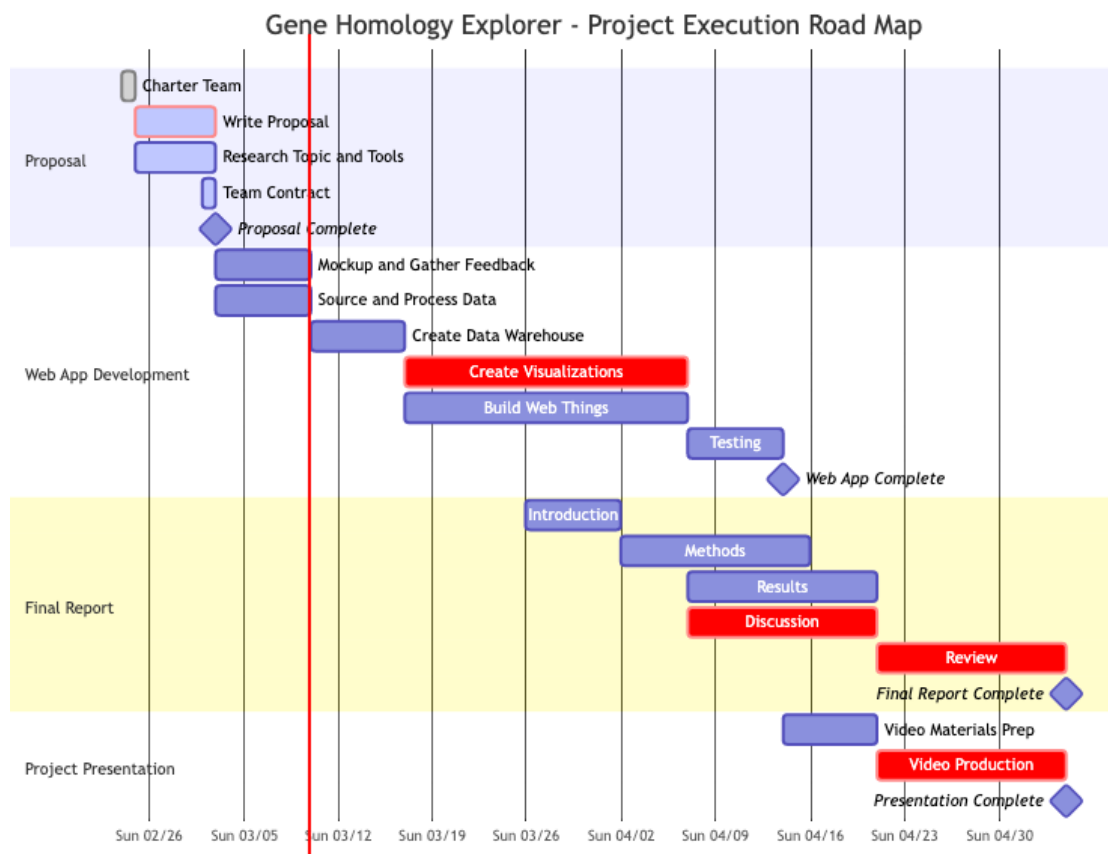 Gene Homology Explorer - Project Execution Road Map
Charter Team
Write Proposal
Proposal
Research Topic and Tools
Team Contract
Proposal Complete
Mockup and Gather Feedback
Source and Process Data
Create Data Warehouse
Web App Development
Create Visualizations
Build Web Things
Testing
Web App Complete
Introduction
Methods
Results
Final Report
Discussion
Review
Final Report Complete
Video Materials Prep
Project Presentation
Video Production
Presentation Complete
Sun 02/26 Sun 03/05 Sun 03/12 Sun 03/19 Sun 03/26 Sun 04/02 Sun 04/09 Sun 04/16 Sun 04/23 Sun 04/30